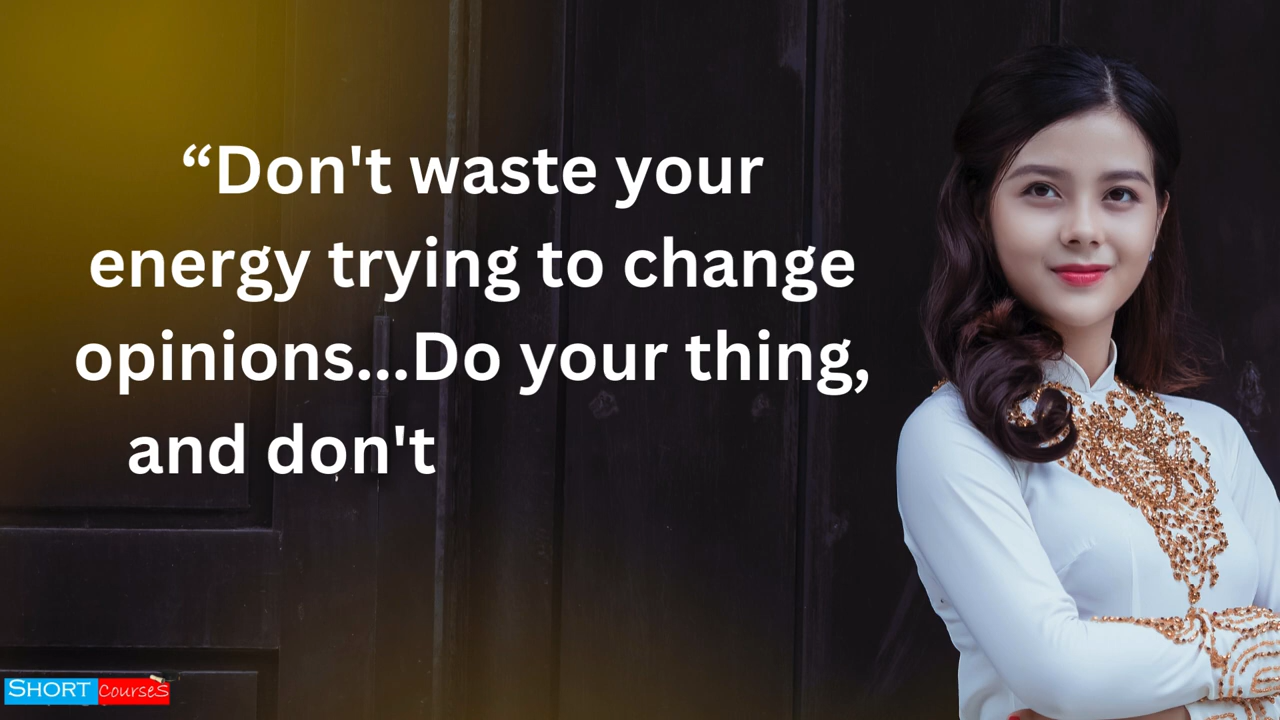 “Don't waste your
energy trying to change
opinions...Do your thing,
and don't
SHORT CourseS